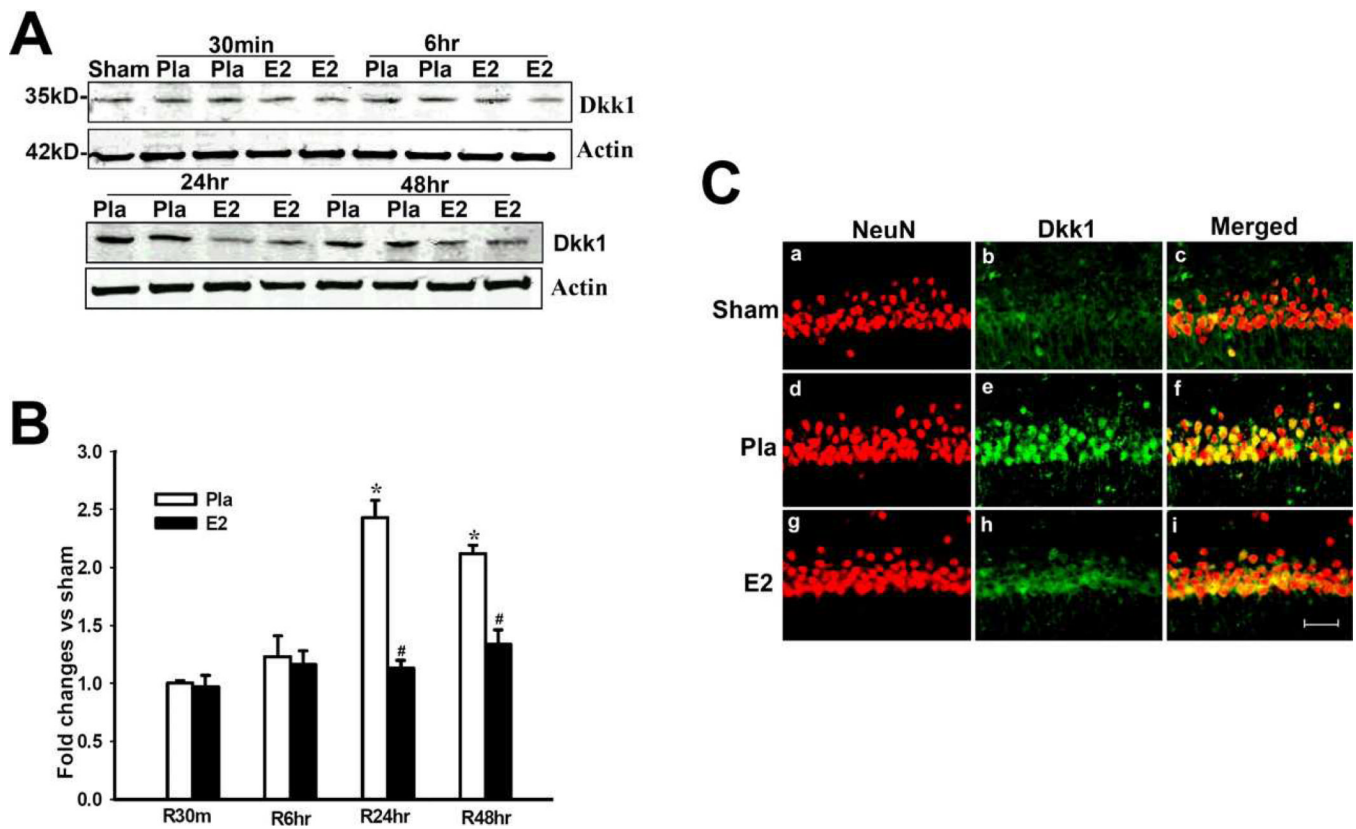 A
30min 6hr
Sham Pla Pla E2 E2 Pla Pla E2 E2
35kD- Dkk1
42kD- Actin
24hr 48hr
Pla Pla E2 E2 Pla Pla E2 E2
Dkk1
Actin
B
Fold changes vs sham
3.0
2.5
2.0
1.5
1.0
0.5
0.0
Pla
E2
*
#
*
#
R30m R6hr R24hr R48hr
C
NeuN Dkk1 Merged
Sham a b c
Pla d e f
E2 g h i